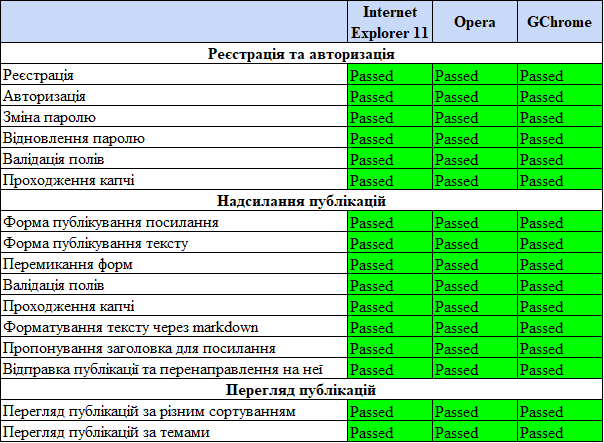 Internet Explorer 11 Opera GChrome
Реєстрація та авторизація
Реєстрація Passed Passed Passed
Авторизація Passed Passed Passed
Зміна паролю Passed Passed Passed
Відновлення паролю Passed Passed Passed
Валідація полів Passed Passed Passed
Проходження капчі Passed Passed Passed
Надсилання публікацій
Форма публікування посилання Passed Passed Passed
Форма публікування тексту Passed Passed Passed
Перемикання форм Passed Passed Passed
Валідація полів Passed Passed Passed
Проходження капчі Passed Passed Passed
Форматування тексту через markdown Passed Passed Passed
Пропонування заголовка для посилання Passed Passed Passed
Відправка публікації та перенаправлення на неї Passed Passed Passed
Перегляд публікацій
Перегляд публікацій за різним сортуванням Passed Passed Passed
Перегляд публікацій за темами Passed Passed Passed